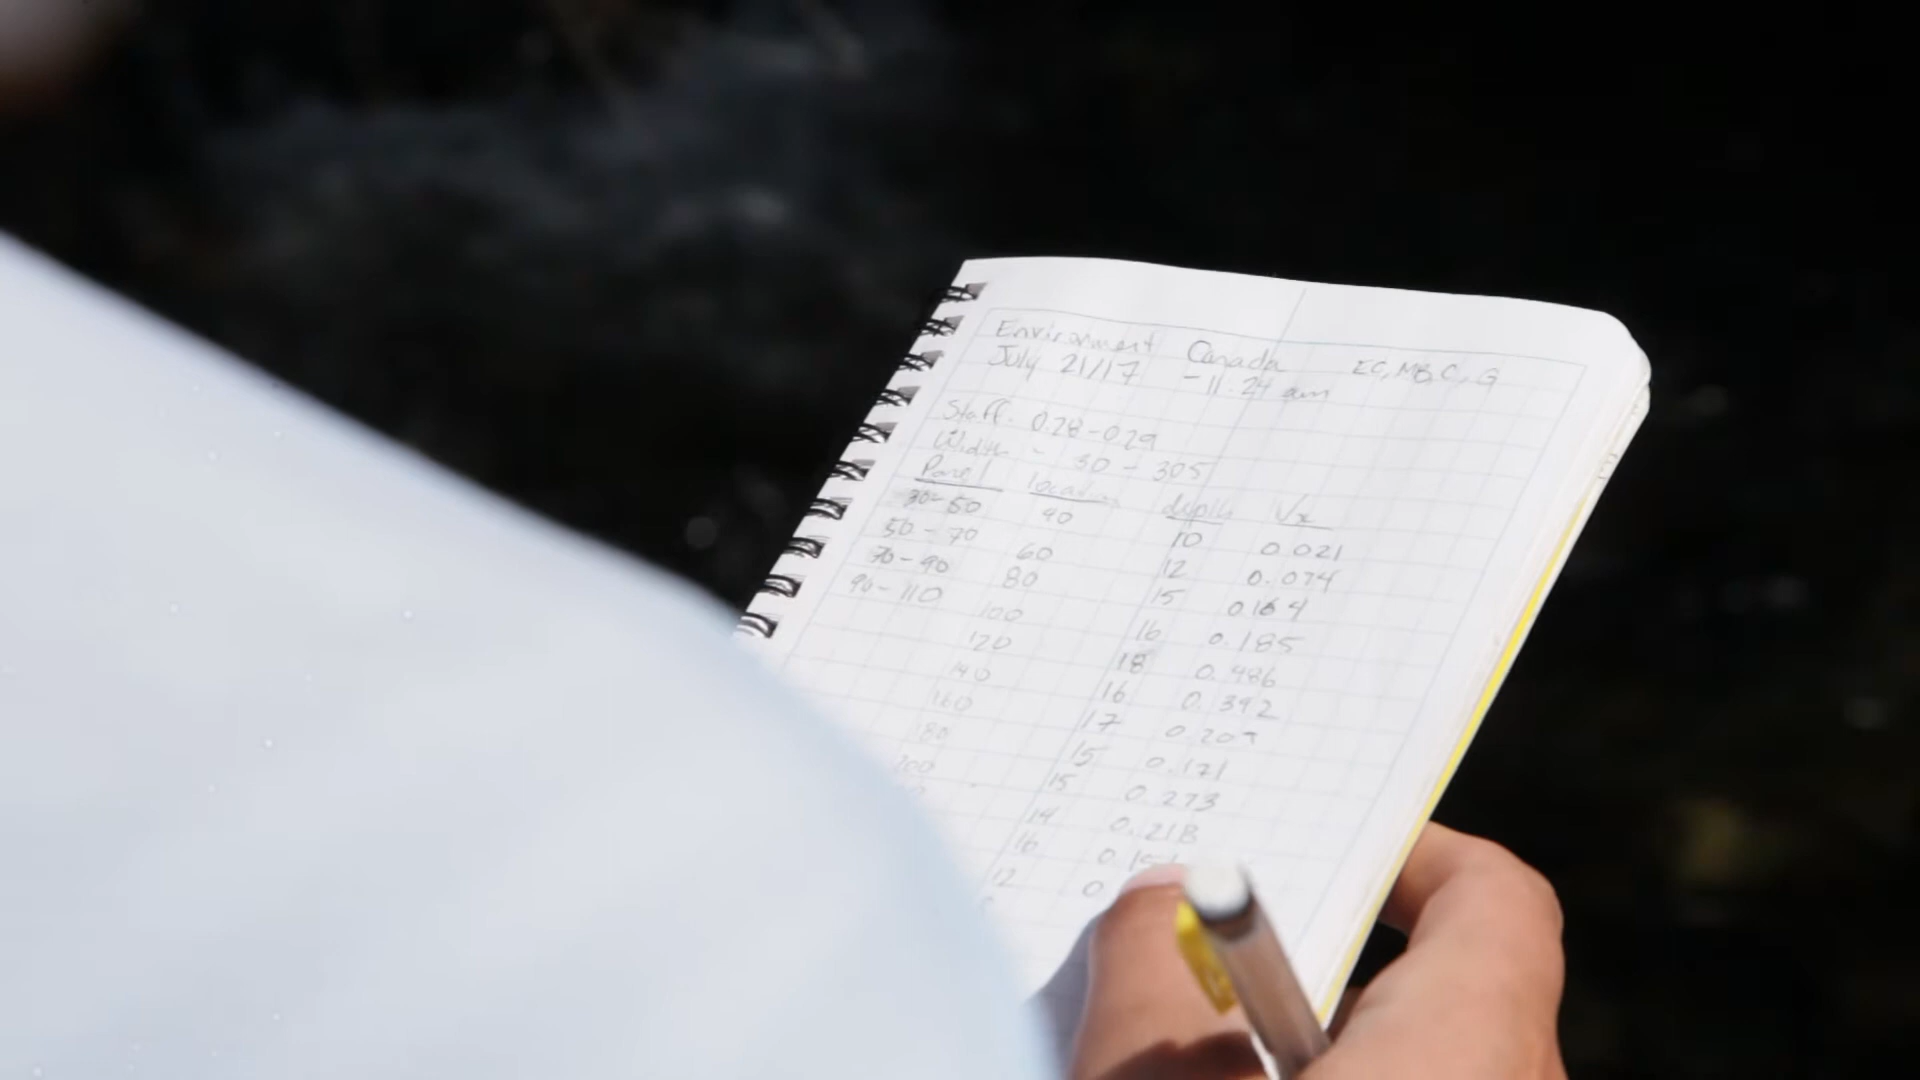 Environment Canada EC, MB, C, G
July 21/17 - 11:24 am
Staff - 0.28 - 0.29
Width - 30 - 305
Panel location depth Vx
30-50 40 10 0.021
50-70 60 12 0.074
70-90 80 15 0.164
90-110 100 16 0.185
120 18 0.486
140 16 0.392
160 17 0.209
180 15 0.171
200 15 0.273
14 0.218
16
12